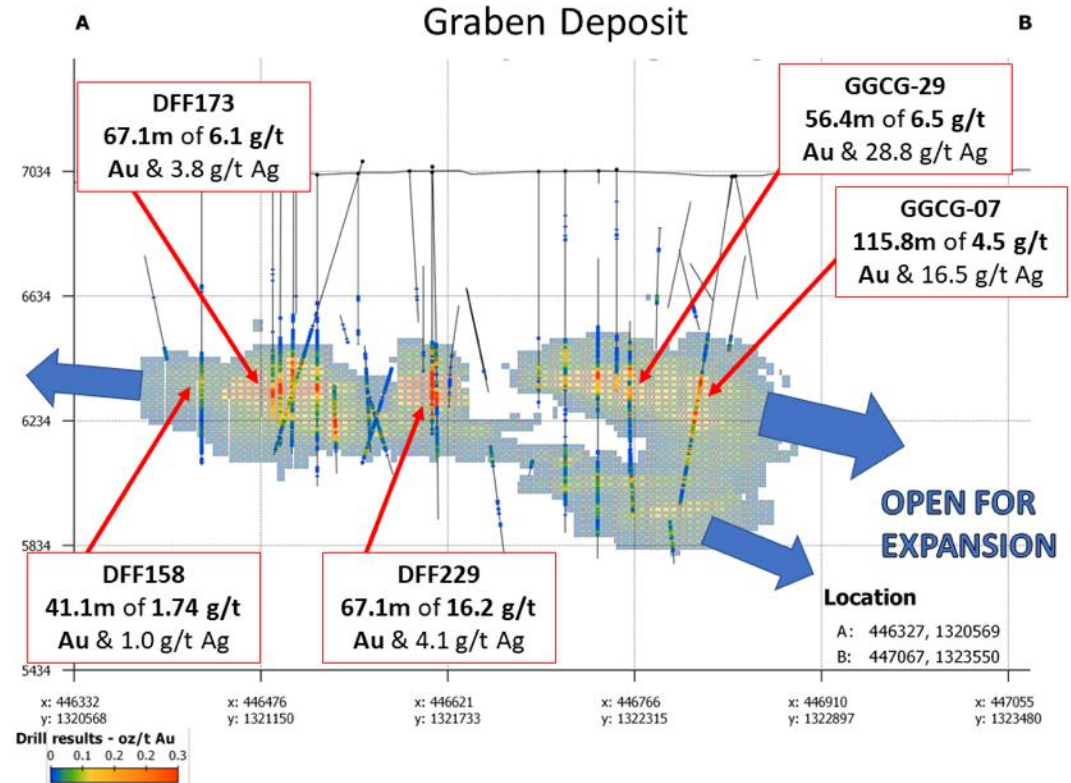 A
Graben Deposit
B
DFF173
67.1m of 6.1 g/t
Au & 3.8 g/t Ag
GGCG-29
56.4m of 6.5 g/t
Au & 28.8 g/t Ag
GGCG-07
115.8m of 4.5 g/t
Au & 16.5 g/t Ag
7034
6634
6234
5834
5434
OPEN FOR
EXPANSION
DFF158
41.1m of 1.74 g/t
Au & 1.0 g/t Ag
DFF229
67.1m of 16.2 g/t
Au & 4.1 g/t Ag
Location
A: 446327, 1320569
B: 447067, 1323550
x: 446332
y: 1320568
x: 446476
y: 1321150
x: 446621
y: 1321733
x: 446766
y: 1322315
x: 446910
y: 1322897
x: 447055
y: 1323480
Drill results - oz/t Au
0 0.1 0.2 0.2 0.3